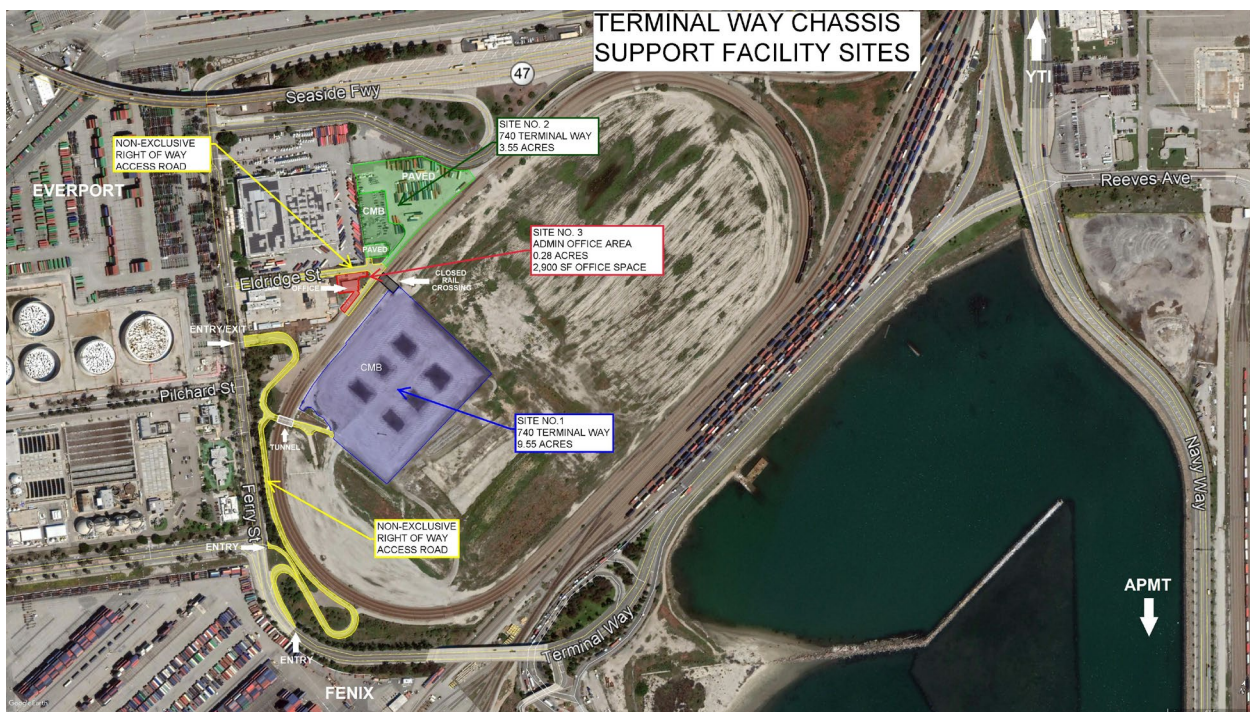 TERMINAL WAY CHASSIS
SUPPORT FACILITY SITES
47
Seaside Fwy
YTI
NON-EXCLUSIVE
RIGHT OF WAY
ACCESS ROAD
SITE NO. 2
740 TERMINAL WAY
3.55 ACRES
EVERPORT
PAVED
CMB
PAVED
Reeves Ave
SITE NO. 3
ADMIN OFFICE AREA
0.28 ACRES
2,900 SF OFFICE SPACE
Eldridge St
OFFICE
CLOSED
RAIL
CROSSING
ENTRY/EXIT
CMB
Pilchard St
SITE NO.1
740 TERMINAL WAY
9.55 ACRES
TUNNEL
Ferry St
Navy Way
NON-EXCLUSIVE
RIGHT OF WAY
ACCESS ROAD
ENTRY
APMT
Terminal Way
ENTRY
FENIX
Google Earth